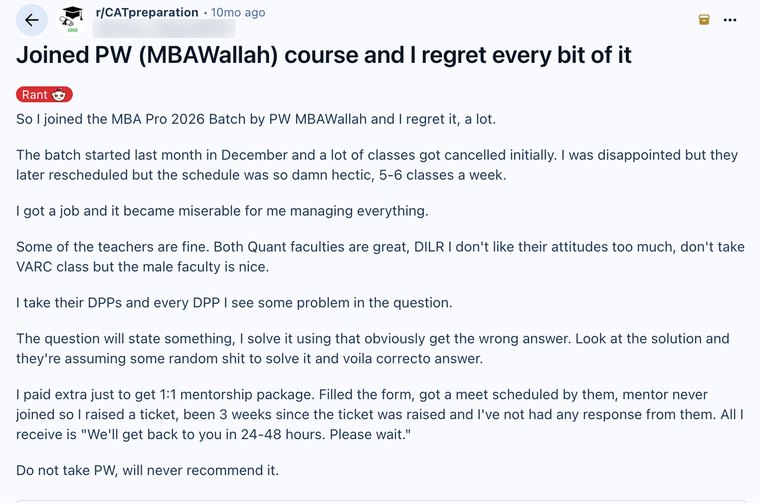 r/CATpreparation • 10mo ago
Joined PW (MBAWallah) course and I regret every bit of it
Rant
So I joined the MBA Pro 2026 Batch by PW MBAWallah and I regret it, a lot.
The batch started last month in December and a lot of classes got cancelled initially. I was disappointed but they
later rescheduled but the schedule was so damn hectic, 5-6 classes a week.
I got a job and it became miserable for me managing everything.
Some of the teachers are fine. Both Quant faculties are great, DILR I don't like their attitudes too much, don't take
VARC class but the male faculty is nice.
I take their DPPs and every DPP I see some problem in the question.
The question will state something, I solve it using that obviously get the wrong answer. Look at the solution and
they're assuming some random shit to solve it and voila correcto answer.
I paid extra just to get 1:1 mentorship package. Filled the form, got a meet scheduled by them, mentor never
joined so I raised a ticket, been 3 weeks since the ticket was raised and I've not had any response from them. All I
receive is "We'll get back to you in 24-48 hours. Please wait."
Do not take PW, will never recommend it.